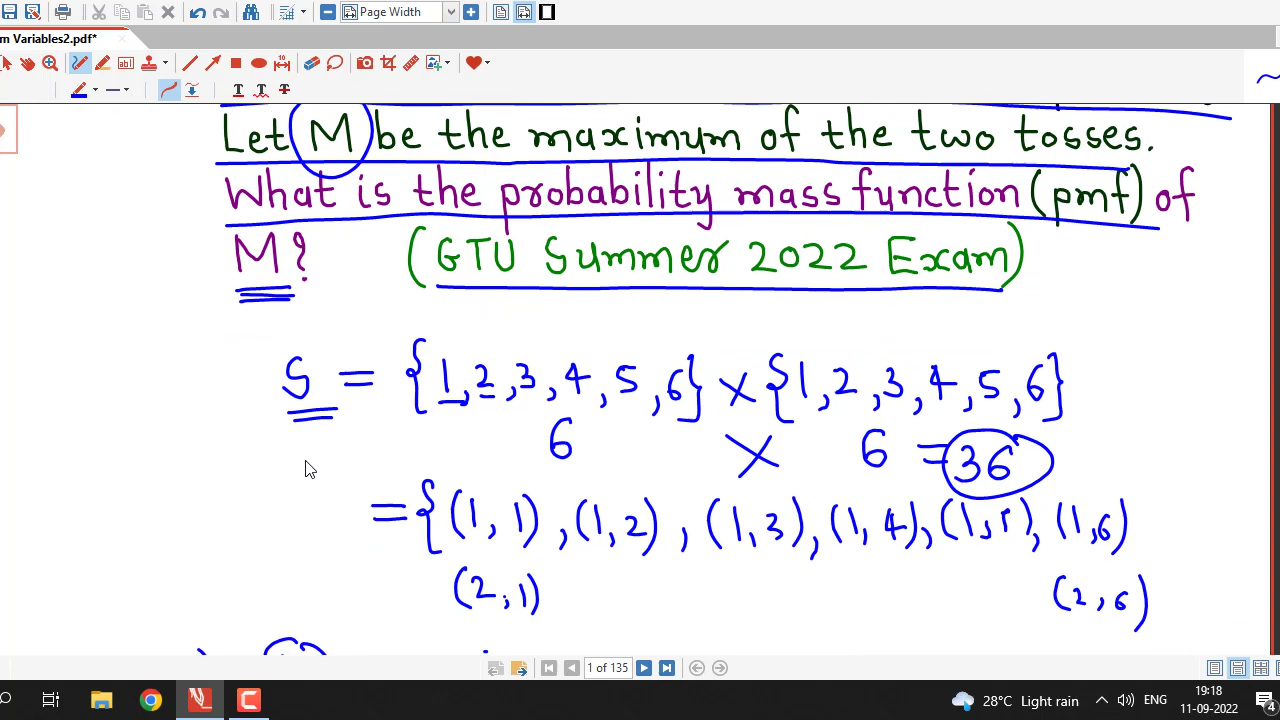 Page Width
m Variables2.pdf*
Let M be the maximum of the two tosses.
What is the probability mass function (pmf) of
M? (GTU Summer 2022 Exam)
S = {1,2,3,4,5,6} × {1,2,3,4,5,6}
6 × 6 = 36
= {(1,1), (1,2), (1,3), (1,4), (1,5), (1,6)
(2,1) (2,6)
1 of 135
28°C Light rain ENG 19:18
11-09-2022 4